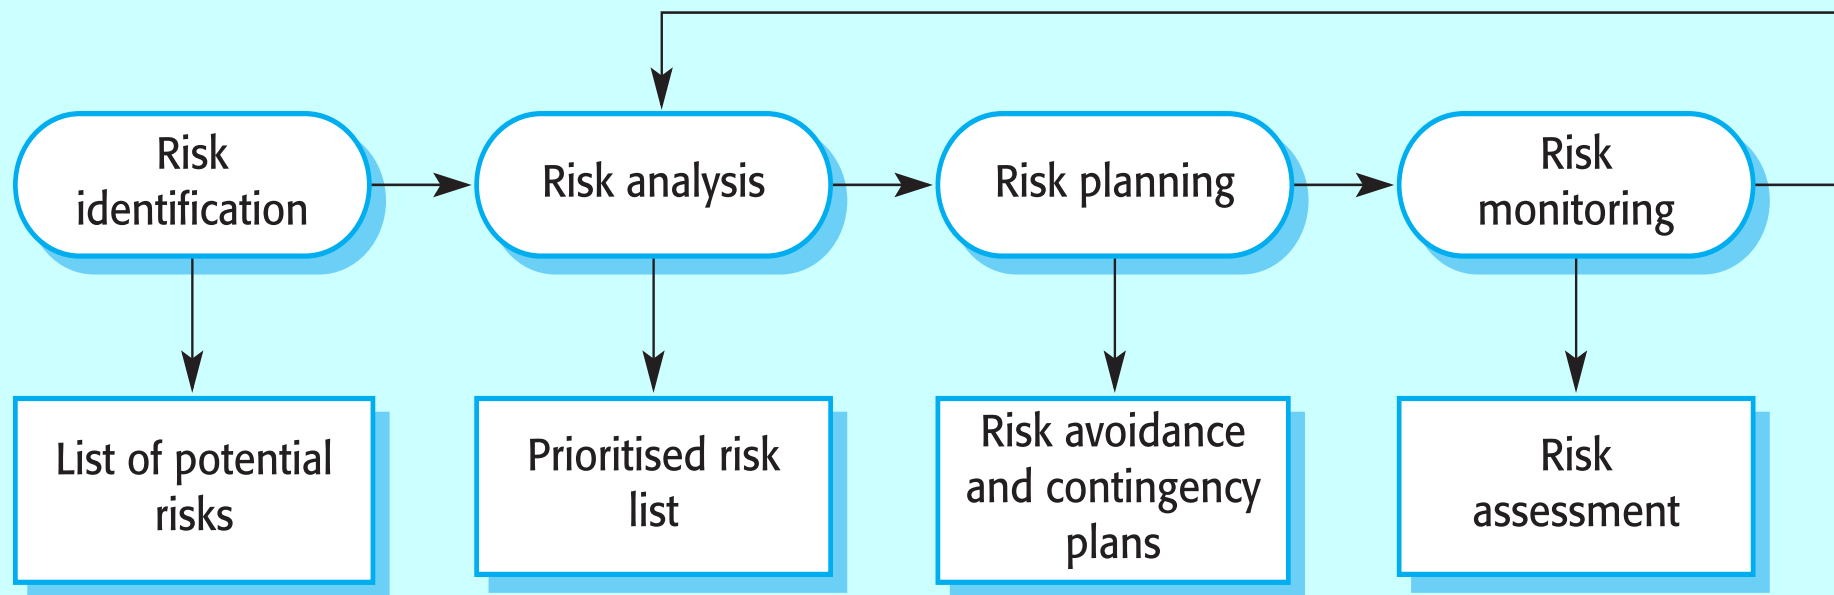 Risk
identification
Risk analysis
Risk planning
Risk
monitoring
List of potential
risks
Prioritised risk
list
Risk avoidance
and contingency
plans
Risk
assessment